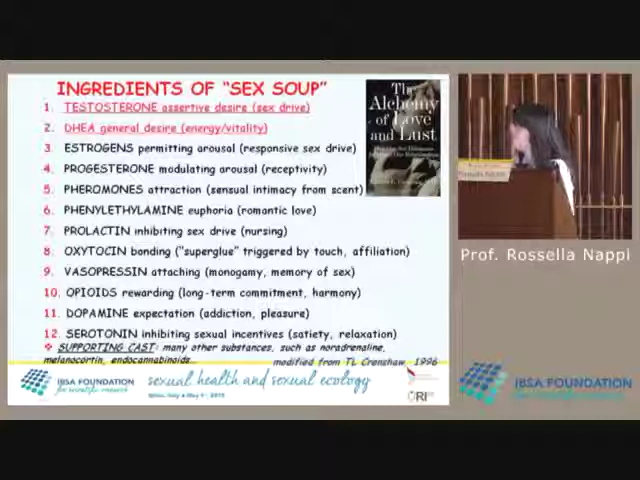 INGREDIENTS OF "SEX SOUP"
1. TESTOSTERONE assertive desire (sex drive)
2. DHEA general desire (energy/vitality)
3. ESTROGENS permitting arousal (responsive sex drive)
4. PROGESTERONE modulating arousal (receptivity)
5. PHEROMONES attraction (sensual intimacy from scent)
6. PHENYLETHYLAMINE euphoria (romantic love)
7. PROLACTIN inhibiting sex drive (nursing)
8. OXYTOCIN bonding ("superglue" triggered by touch, affiliation)
9. VASOPRESSIN attaching (monogamy, memory of sex)
10. OPIOIDS rewarding (long-term commitment, harmony)
11. DOPAMINE expectation (addiction, pleasure)
12. SEROTONIN inhibiting sexual incentives (satiety, relaxation)
❖ SUPPORTING CAST: many other substances, such as noradrenaline,
melanocortin, endocannabinoids...
modified from TL Crenshaw, 1996
The
Alchemy
of Love
and Lust
IBSA FOUNDATION
for scientific research
sexual health and sexual ecology
Prof. Rossella Nappi
IBSA FOUNDATION
for scientific research